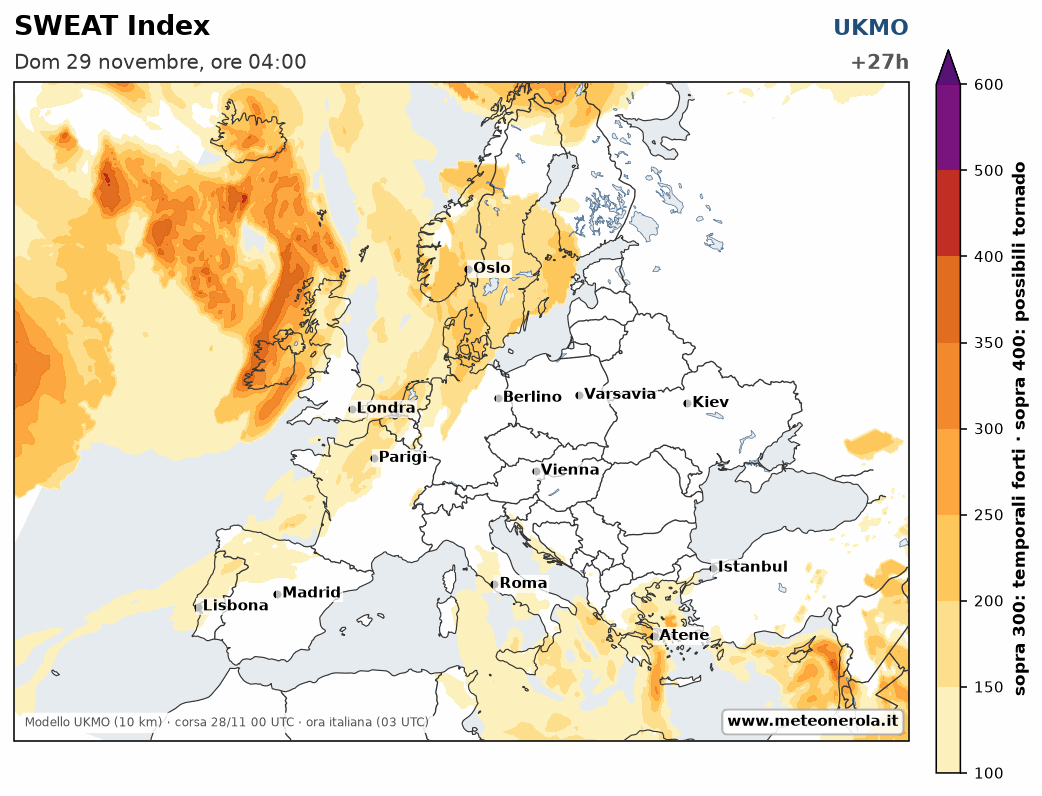 SWEAT Index
UKMO
Dom 29 novembre, ore 04:00
+27h
600
500
400
350
300
250
200
150
100
sopra 300: temporali forti · sopra 400: possibili tornado
Oslo
Londra
Berlino
Varsavia
Kiev
Parigi
Vienna
Istanbul
Roma
Madrid
Lisbona
Atene
Modello UKMO (10 km) · corsa 28/11 00 UTC · ora italiana (03 UTC)
www.meteonerola.it